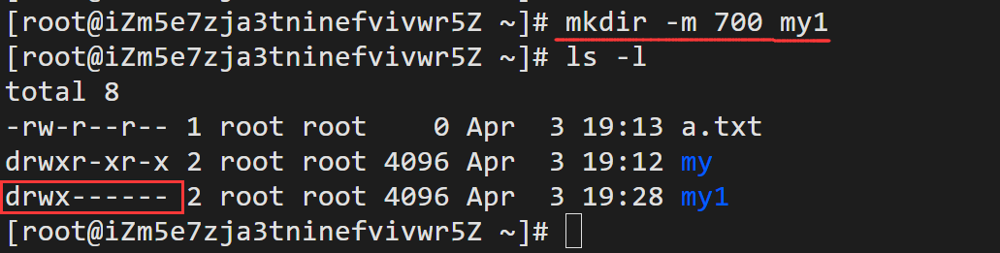 [root@iZm5e7zja3tninefvivwr5Z ~]# mkdir -m 700 my1
[root@iZm5e7zja3tninefvivwr5Z ~]# ls -l
total 8
-rw-r--r-- 1 root root    0 Apr  3 19:13 a.txt
drwxr-xr-x 2 root root 4096 Apr  3 19:12 my
drwx------ 2 root root 4096 Apr  3 19:28 my1
[root@iZm5e7zja3tninefvivwr5Z ~]#